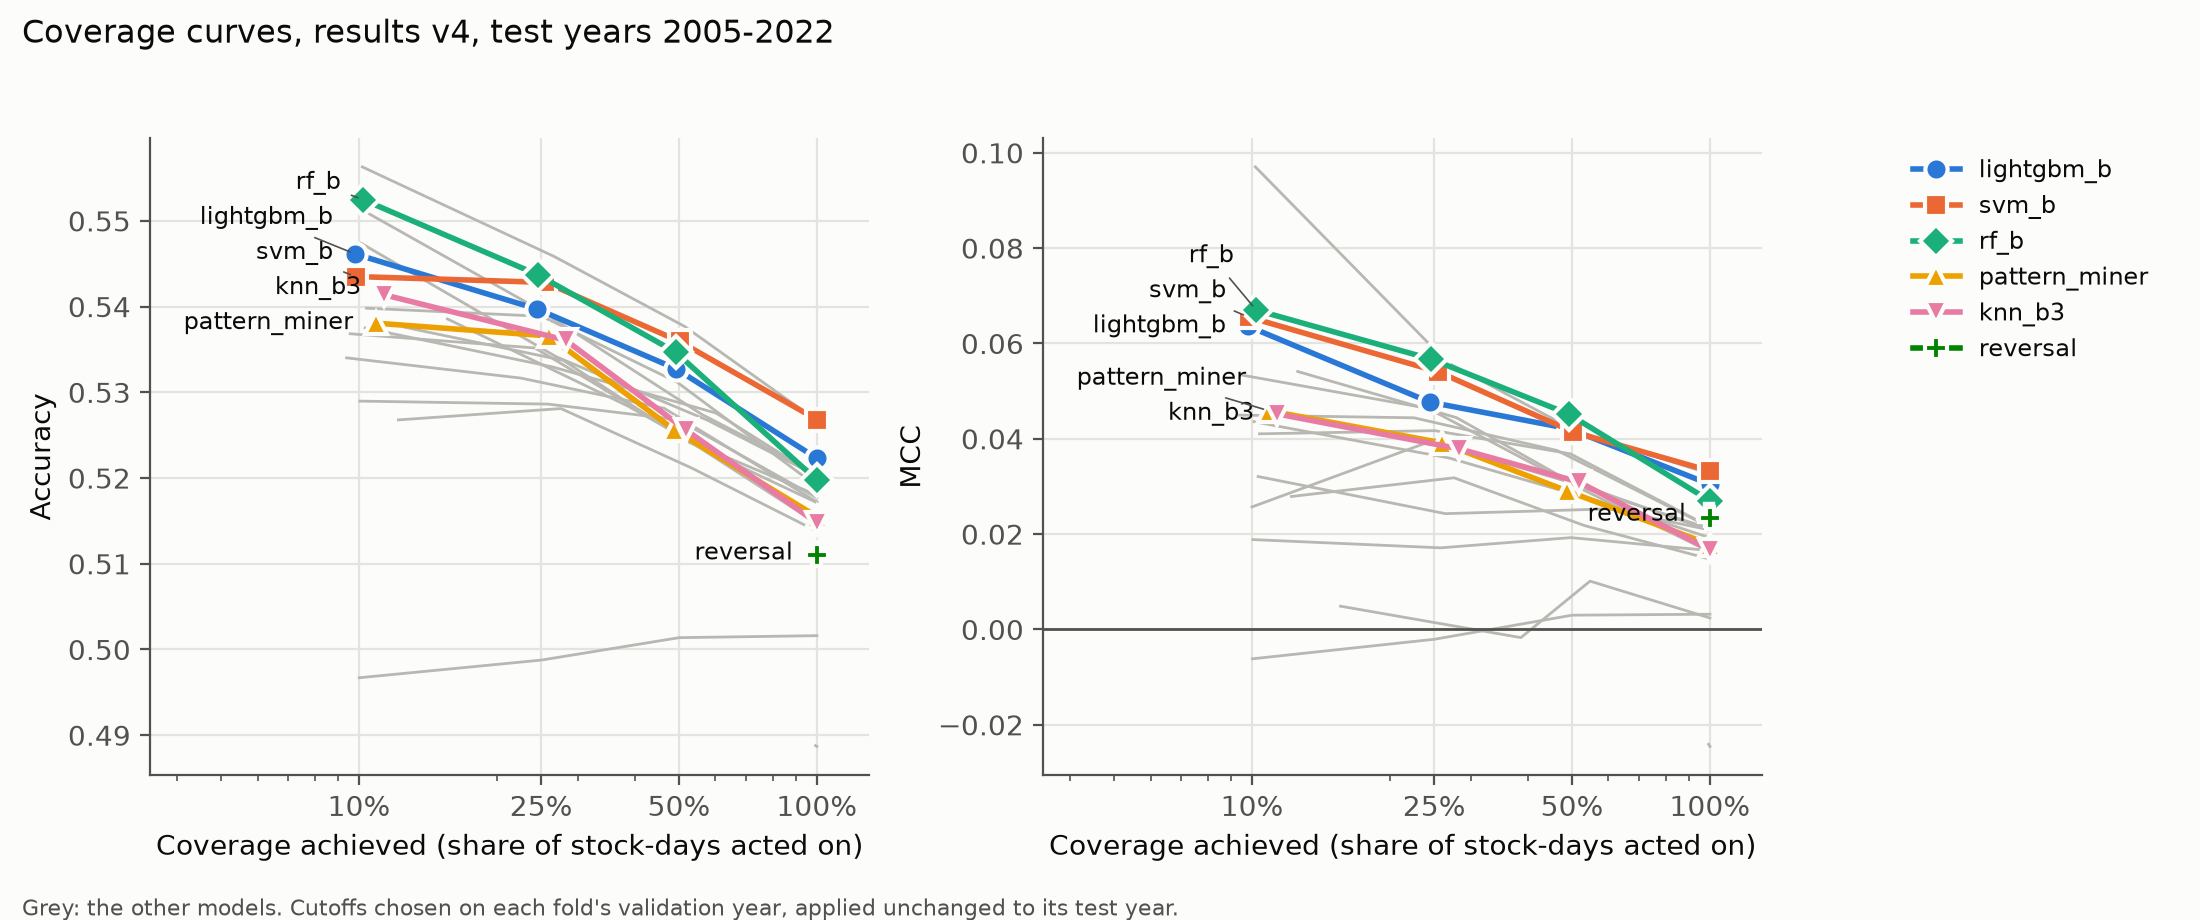 Coverage curves, results v4, test years 2005-2022
rf_b
lightgbm_b
svm_b
knn_b3
pattern_miner
reversal
0.55
0.54
0.53
0.52
0.51
0.50
0.49
Accuracy
10%
25%
50%
100%
Coverage achieved (share of stock-days acted on)
rf_b
svm_b
lightgbm_b
pattern_miner
knn_b3
reversal
0.10
0.08
0.06
0.04
0.02
0.00
−0.02
MCC
10%
25%
50%
100%
Coverage achieved (share of stock-days acted on)
lightgbm_b
svm_b
rf_b
pattern_miner
knn_b3
reversal
Grey: the other models. Cutoffs chosen on each fold's validation year, applied unchanged to its test year.